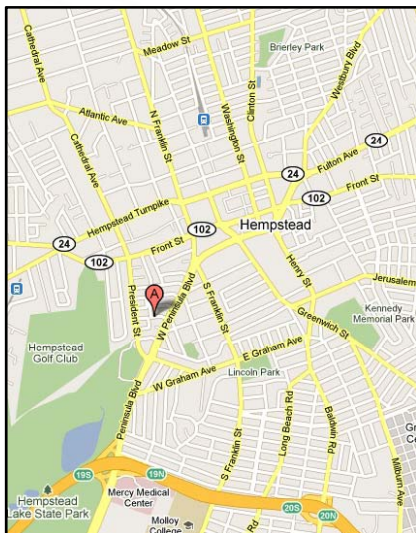 Cathedral Ave
Meadow St
Brierley Park
Westbury Blvd
Clinton St
Washington St
N Franklin St
Atlantic Ave
Cathedral Ave
24
Fulton Ave
24
102
Front St
Hempstead Turnpike
102
Hempstead
Front St
24
102
Jerusalem
Henry St
A
President St
W Peninsula Blvd
S Franklin St
Greenwich St
Kennedy
Memorial Park
Hempstead
Golf Club
E Graham Ave
Lincoln Park
W Graham Ave
Peninsula Blvd
Long Beach Rd
Baldwin Rd
Milburn Ave
S Franklin St
19S
19N
Mercy Medical
Center
Hempstead
Lake State Park
Molloy
College
Rd
20S
20N